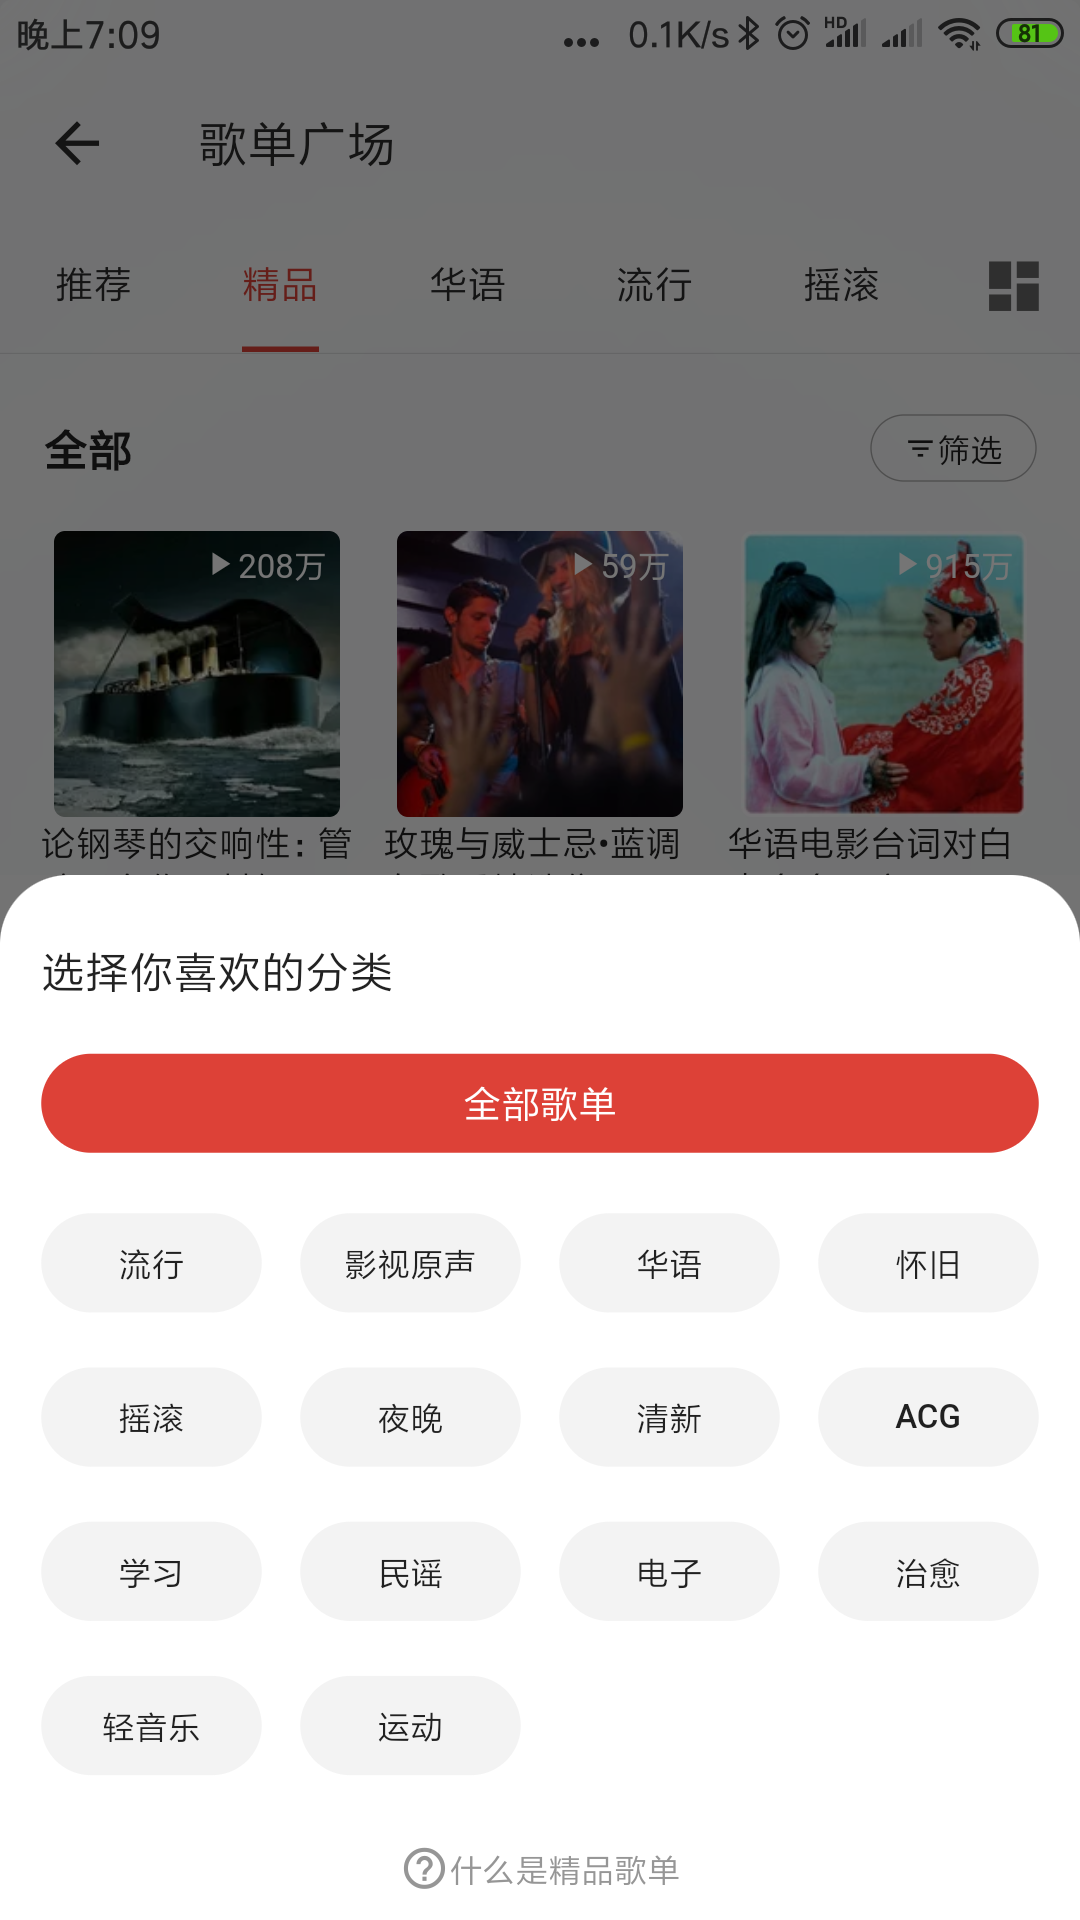 晚上7:09 ... 0.1K/s HD 81
歌单广场
推荐 精品 华语 流行 摇滚
全部 筛选
208万 59万 915万
论钢琴的交响性：管 玫瑰与威士忌•蓝调 华语电影台词对白
选择你喜欢的分类
全部歌单
流行 影视原声 华语 怀旧
摇滚 夜晚 清新 ACG
学习 民谣 电子 治愈
轻音乐 运动
什么是精品歌单